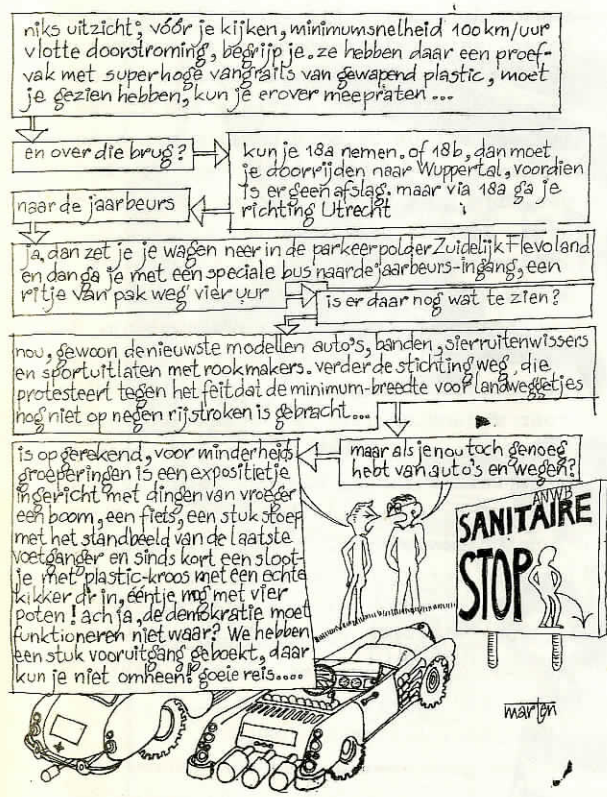 niks uitzicht; vóór je kijken, minimumsnelheid 100 km/uur
vlotte doorstroming, begrijp je. ze hebben daar een proef-
vak met superhoge vangrails van gewapend plastic, moet
je gezien hebben, kun je erover meepraten...
en over die brug?
kun je 18a nemen. of 18b, dan moet
je doorrijden naar Wuppertal, voordien
is er geen afslag. maar via 18a ga je
richting Utrecht
naar de jaarbeurs
ja, dan zet je je wagen neer in de parkeerpolder Zuidelijk Flevoland
en dan ga je met een speciale bus naar de jaarbeurs-ingang, een
ritje van pak weg vier uur
is er daar nog wat te zien?
nou, gewoon de nieuwste modellen auto's, banden, sierruitenwissers
en sportuitlaten met rookmakers. verder de stichting weg, die
protesteert tegen het feit dat de minimum-breedte voor landweggetjes
nog niet op negen rijstroken is gebracht...
maar als je nou toch genoeg
hebt van auto's en wegen?
is op gerekend, voor minderheids
groeperingen is een expositietje
ingericht met dingen van vroeger
een boom, een fiets, een stuk stoep
met het standbeeld van de laatste
voetganger en sinds kort een sloot-
je met plastic-kroos met een echte
kikker dr in, eentje nog met vier
poten! ach ja, de demokratie moet
funktioneren niet waar? We hebben
een stuk vooruitgang geboekt, daar
kun je niet omheen! goeie reis....
ANWB
SANITAIRE
STOP
marten